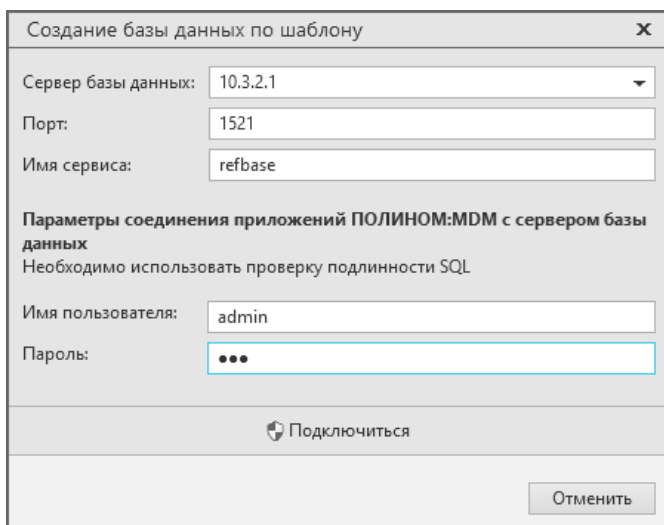 Создание базы данных по шаблону
Сервер базы данных: 10.3.2.1
Порт: 1521
Имя сервиса: refbase
Параметры соединения приложений ПОЛИНОМ:MDM с сервером базы
данных
Необходимо использовать проверку подлинности SQL
Имя пользователя: admin
Пароль: •••
Подключиться
Отменить